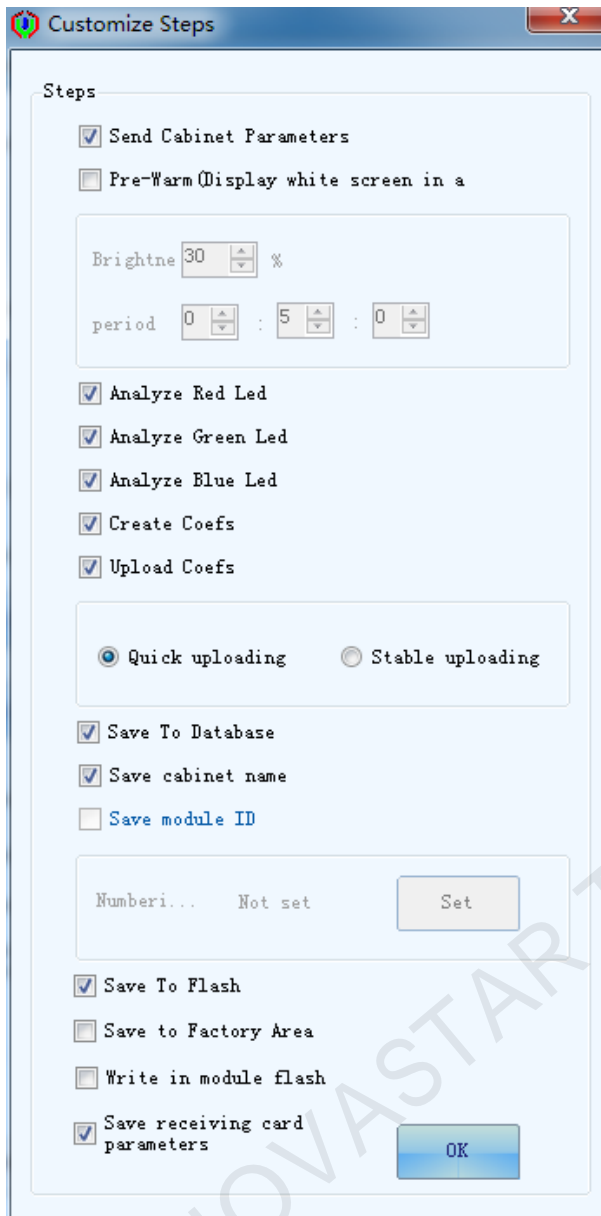 Customize Steps
Steps
Send Cabinet Parameters
Pre-Warm(Display white screen in a
Brightne 30 %
period 0 : 5 : 0
Analyze Red Led
Analyze Green Led
Analyze Blue Led
Create Coefs
Upload Coefs
Quick uploading Stable uploading
Save To Database
Save cabinet name
Save module ID
Numberi... Not set Set
Save To Flash
Save to Factory Area
Write in module flash
Save receiving card
parameters
OK
NOVASTAR